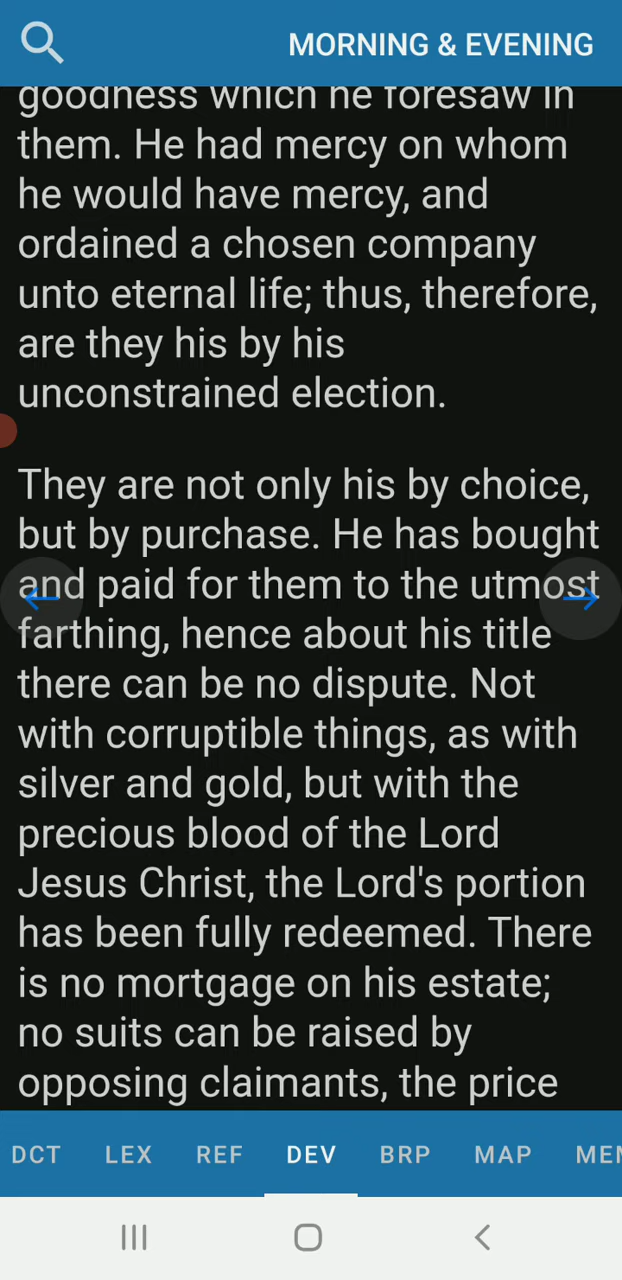 MORNING & EVENING
goodness which he foresaw in
them. He had mercy on whom
he would have mercy, and
ordained a chosen company
unto eternal life; thus, therefore,
are they his by his
unconstrained election.
They are not only his by choice,
but by purchase. He has bought
and paid for them to the utmost
farthing, hence about his title
there can be no dispute. Not
with corruptible things, as with
silver and gold, but with the
precious blood of the Lord
Jesus Christ, the Lord's portion
has been fully redeemed. There
is no mortgage on his estate;
no suits can be raised by
opposing claimants, the price
DCT LEX REF DEV BRP MAP MEM